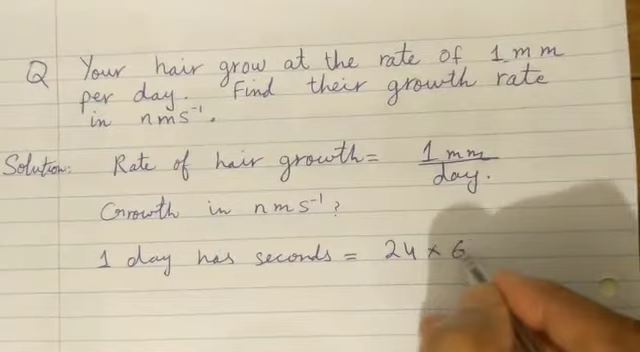 Q Your hair grow at the rate of 1 mm
per day. Find their growth rate
in nms⁻¹.
Solution: Rate of hair growth = 1 mm / day.
Growth in nms⁻¹?
1 day has seconds = 24 × 6